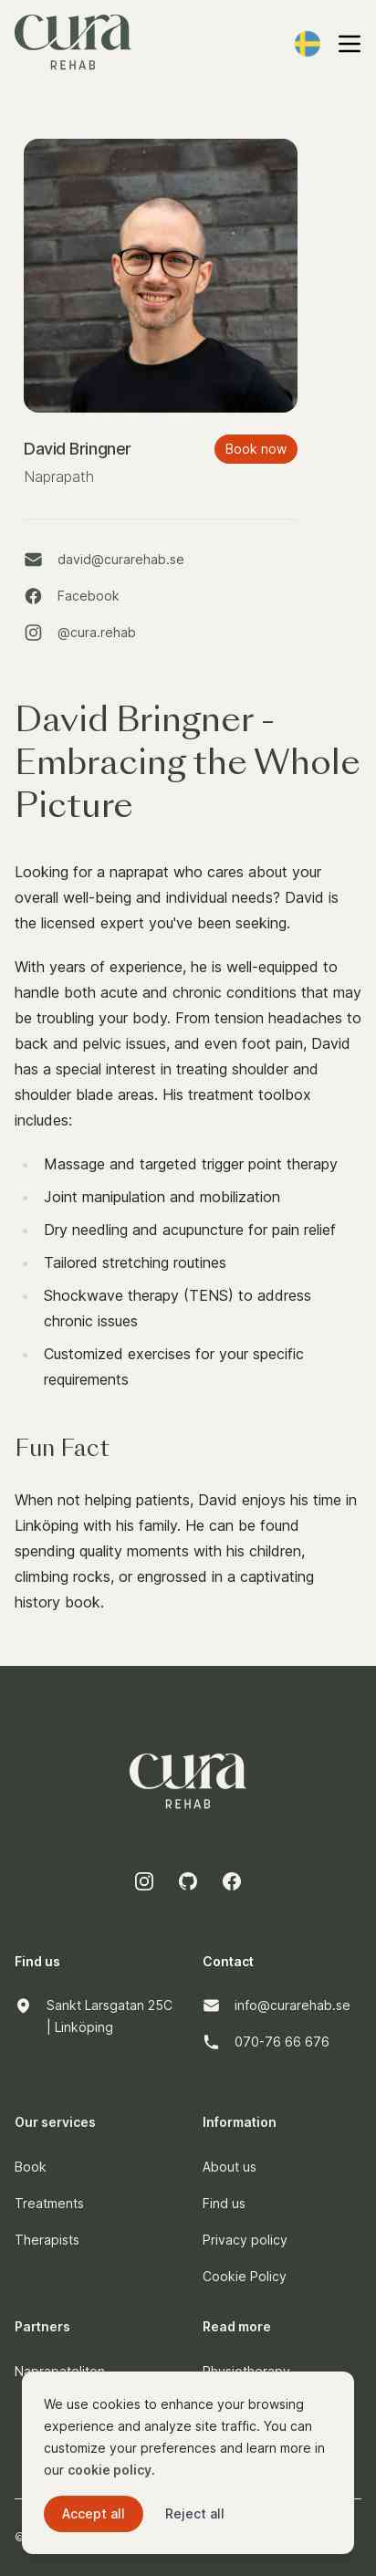 cura
REHAB
David Bringner
Book now
Naprapath
david@curarehab.se
Facebook
@cura.rehab
David Bringner -
Embracing the Whole
Picture
Looking for a naprapat who cares about your
overall well-being and individual needs? David is
the licensed expert you've been seeking.
With years of experience, he is well-equipped to
handle both acute and chronic conditions that may
be troubling your body. From tension headaches to
back and pelvic issues, and even foot pain, David
has a special interest in treating shoulder and
shoulder blade areas. His treatment toolbox
includes:
Massage and targeted trigger point therapy
Joint manipulation and mobilization
Dry needling and acupuncture for pain relief
Tailored stretching routines
Shockwave therapy (TENS) to address
chronic issues
Customized exercises for your specific
requirements
Fun Fact
When not helping patients, David enjoys his time in
Linköping with his family. He can be found
spending quality moments with his children,
climbing rocks, or engrossed in a captivating
history book.
cura
REHAB
Find us
Sankt Larsgatan 25C
| Linköping
Contact
info@curarehab.se
070-76 66 676
Our services
Book
Treatments
Therapists
Information
About us
Find us
Privacy policy
Cookie Policy
Partners
Read more
We use cookies to enhance your browsing
experience and analyze site traffic. You can
customize your preferences and learn more in
our cookie policy.
Accept all
Reject all
©